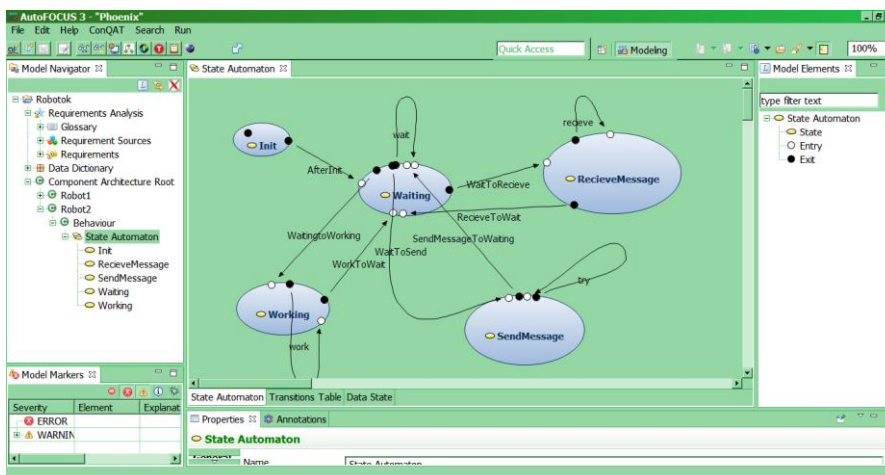 AutoFOCUS 3 - "Phoenix"
File Edit Help ConQAT Search Run
Quick Access
Modeling
100%
Model Navigator
Robotok
Requirements Analysis
Glossary
Requirement Sources
Requirements
Data Dictionary
Component Architecture Root
Robot1
Robot2
Behaviour
State Automaton
Init
RecieveMessage
SendMessage
Waiting
Working
Model Markers
Severity Element Explanat
ERROR
WARNIN
State Automaton
wait
recieve
Init
AfterInit
Waiting
WaitToRecieve
RecieveMessage
RecieveToWait
WaitingtoWorking
SendMessageToWaiting
WaitToSend
WorkToWait
try
Working
SendMessage
work
State Automaton Transitions Table Data State
Properties Annotations
State Automaton
General
Name
State Automaton
Model Elements
type filter text
State Automaton
State
Entry
Exit